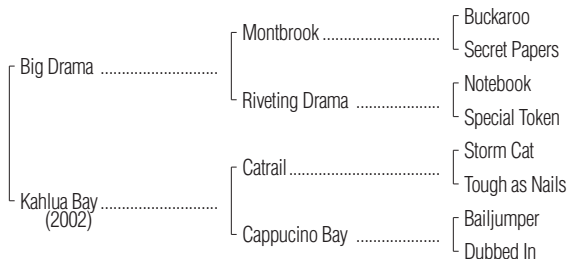 Buckaroo
Montbrook ........................
Secret Papers
Big Drama ........................
Notebook
Riveting Drama .................
Special Token
Storm Cat
Catrail ...............................
Tough as Nails
Kahlua Bay ........................
(2002)
Bailjumper
Cappucino Bay .................
Dubbed In